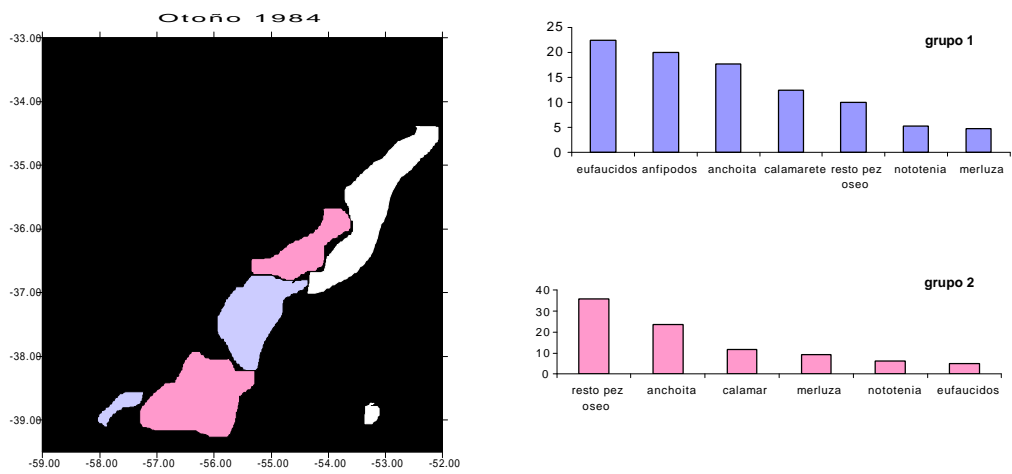 Otoño 1984
-33.00
-34.00
-35.00
-36.00
-37.00
-38.00
-39.00
-59.00 -58.00 -57.00 -56.00 -55.00 -54.00 -53.00 -52.00
grupo 1
25
20
15
10
5
0
eufaucidos anfipodos anchoita calamarete resto pez nototenia merluza
oseo
grupo 2
40
30
20
10
0
resto pez anchoita calamar merluza nototenia eufaucidos
oseo